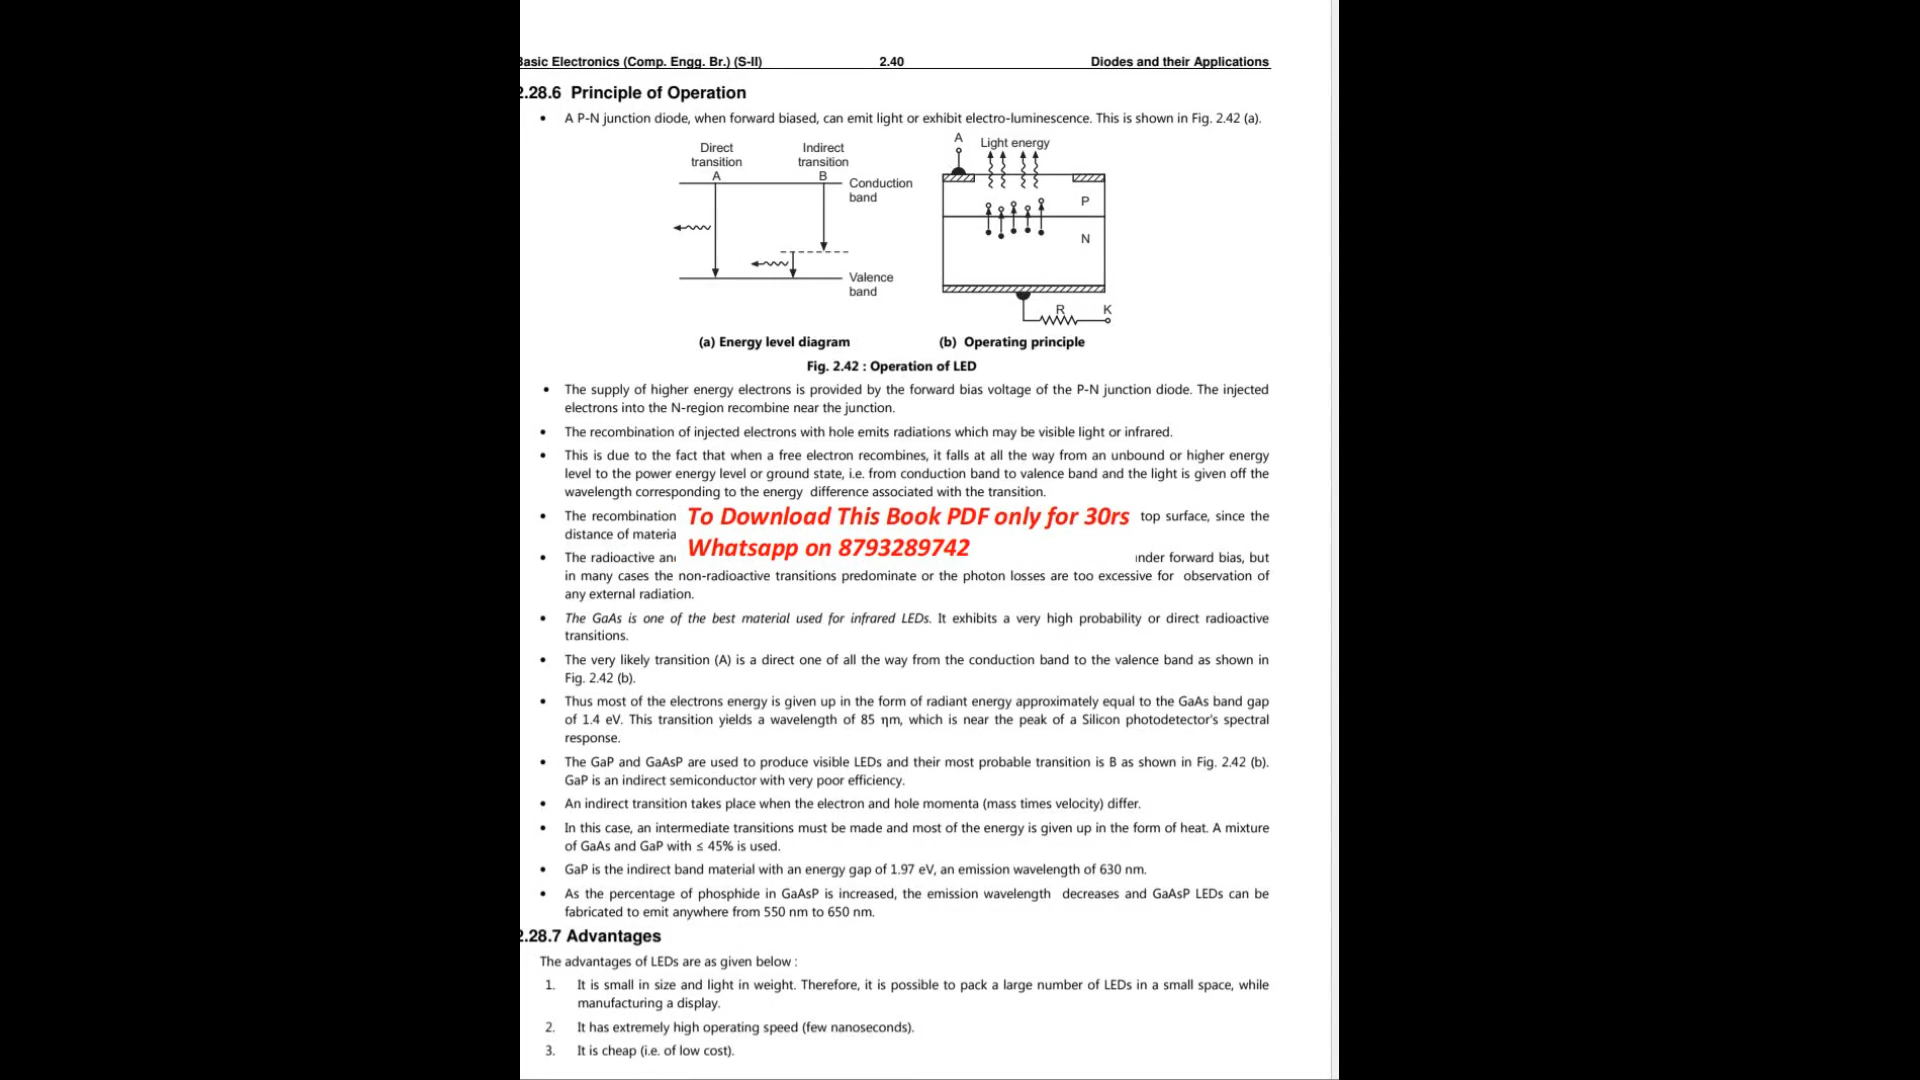 Basic Electronics (Comp. Engg. Br.) (S-II) 2.40 Diodes and their Applications
2.28.6 Principle of Operation
• A P-N junction diode, when forward biased, can emit light or exhibit electro-luminescence. This is shown in Fig. 2.42 (a).
Direct transition
A
Indirect transition
B
Conduction band
Valence band
A
Light energy
P
N
R
K
(a) Energy level diagram
(b) Operating principle
Fig. 2.42 : Operation of LED
• The supply of higher energy electrons is provided by the forward bias voltage of the P-N junction diode. The injected
electrons into the N-region recombine near the junction.
• The recombination of injected electrons with hole emits radiations which may be visible light or infrared.
• This is due to the fact that when a free electron recombines, it falls at all the way from an unbound or higher energy
level to the power energy level or ground state, i.e. from conduction band to valence band and the light is given off the
wavelength corresponding to the energy difference associated with the transition.
• The recombination top surface, since the
To Download This Book PDF only for 30rs
distance of
Whatsapp on 8793289742
• The radioactive forward bias, but
in many cases the non-radioactive transitions predominate or the photon losses are too excessive for observation of
any external radiation.
• The GaAs is one of the best material used for infrared LEDs. It exhibits a very high probability or direct radioactive
transitions.
• The very likely transition (A) is a direct one of all the way from the conduction band to the valence band as shown in
Fig. 2.42 (b).
• Thus most of the electrons energy is given up in the form of radiant energy approximately equal to the GaAs band gap
of 1.4 eV. This transition yields a wavelength of 85 ηm, which is near the peak of a Silicon photodetector's spectral
response.
• The GaP and GaAsP are used to produce visible LEDs and their most probable transition is B as shown in Fig. 2.42 (b).
GaP is an indirect semiconductor with very poor efficiency.
• An indirect transition takes place when the electron and hole momenta (mass times velocity) differ.
• In this case, an intermediate transitions must be made and most of the energy is given up in the form of heat. A mixture
of GaAs and GaP with ≤ 45% is used.
• GaP is the indirect band material with an energy gap of 1.97 eV, an emission wavelength of 630 nm.
• As the percentage of phosphide in GaAsP is increased, the emission wavelength decreases and GaAsP LEDs can be
fabricated to emit anywhere from 550 nm to 650 nm.
2.28.7 Advantages
The advantages of LEDs are as given below :
1. It is small in size and light in weight. Therefore, it is possible to pack a large number of LEDs in a small space, while
manufacturing a display.
2. It has extremely high operating speed (few nanoseconds).
3. It is cheap (i.e. of low cost).